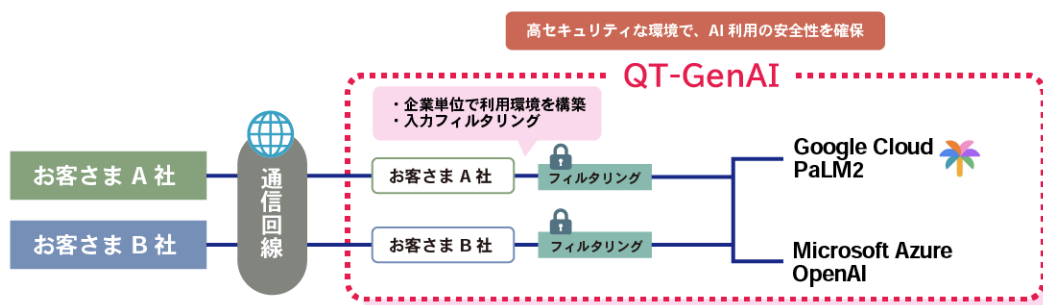 高セキュリティな環境で、AI利用の安全性を確保
QT-GenAI
・企業単位で利用環境を構築
・入力フィルタリング
お客さま A 社
通信回線
お客さま A 社
フィルタリング
Google Cloud
PaLM2
お客さま B 社
お客さま B 社
フィルタリング
Microsoft Azure
OpenAI